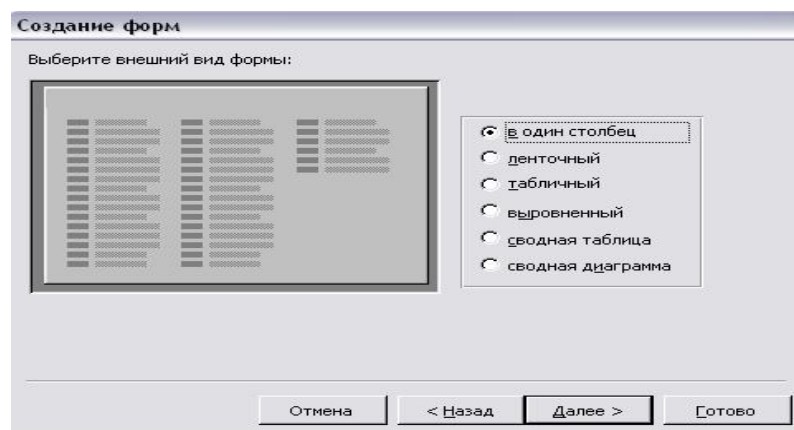 Создание форм
Выберите внешний вид формы:
в один столбец
ленточный
табличный
выровненный
сводная таблица
сводная диаграмма
Отмена
< Назад
Далее >
Готово